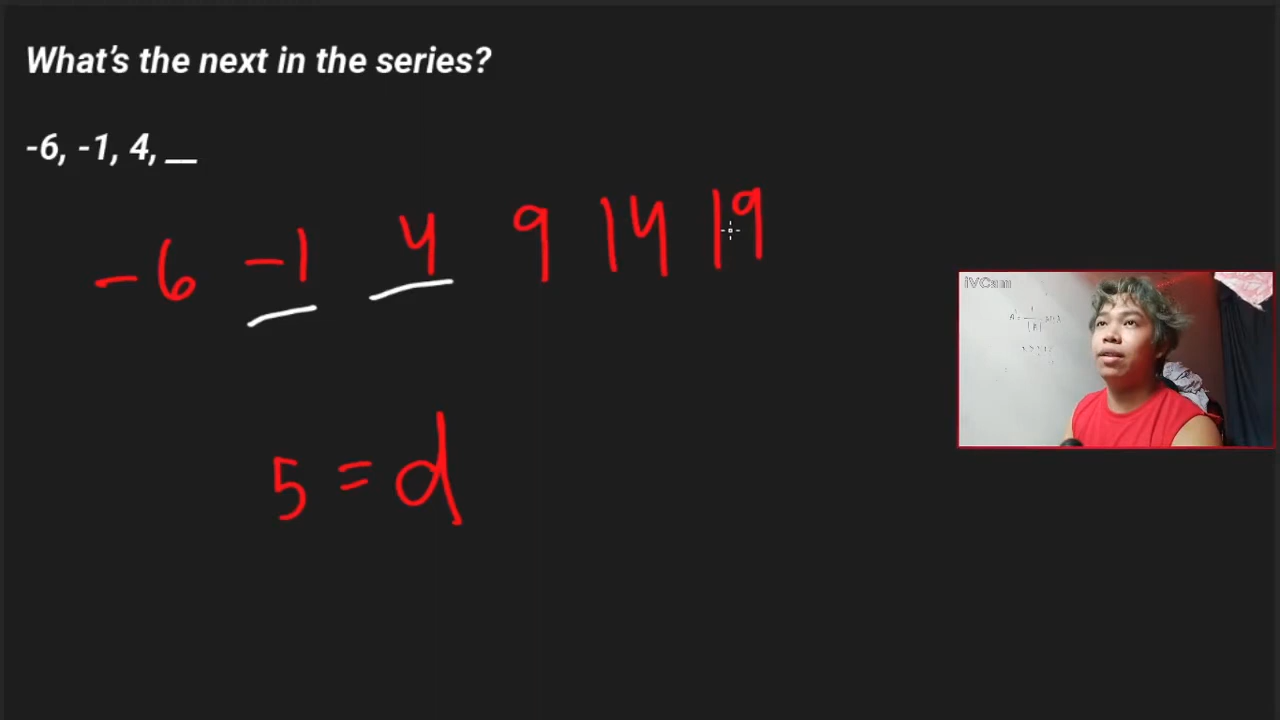 What's the next in the series?
-6, -1, 4, __
-6 -1 4 9 14 19
iVCam
5 = d